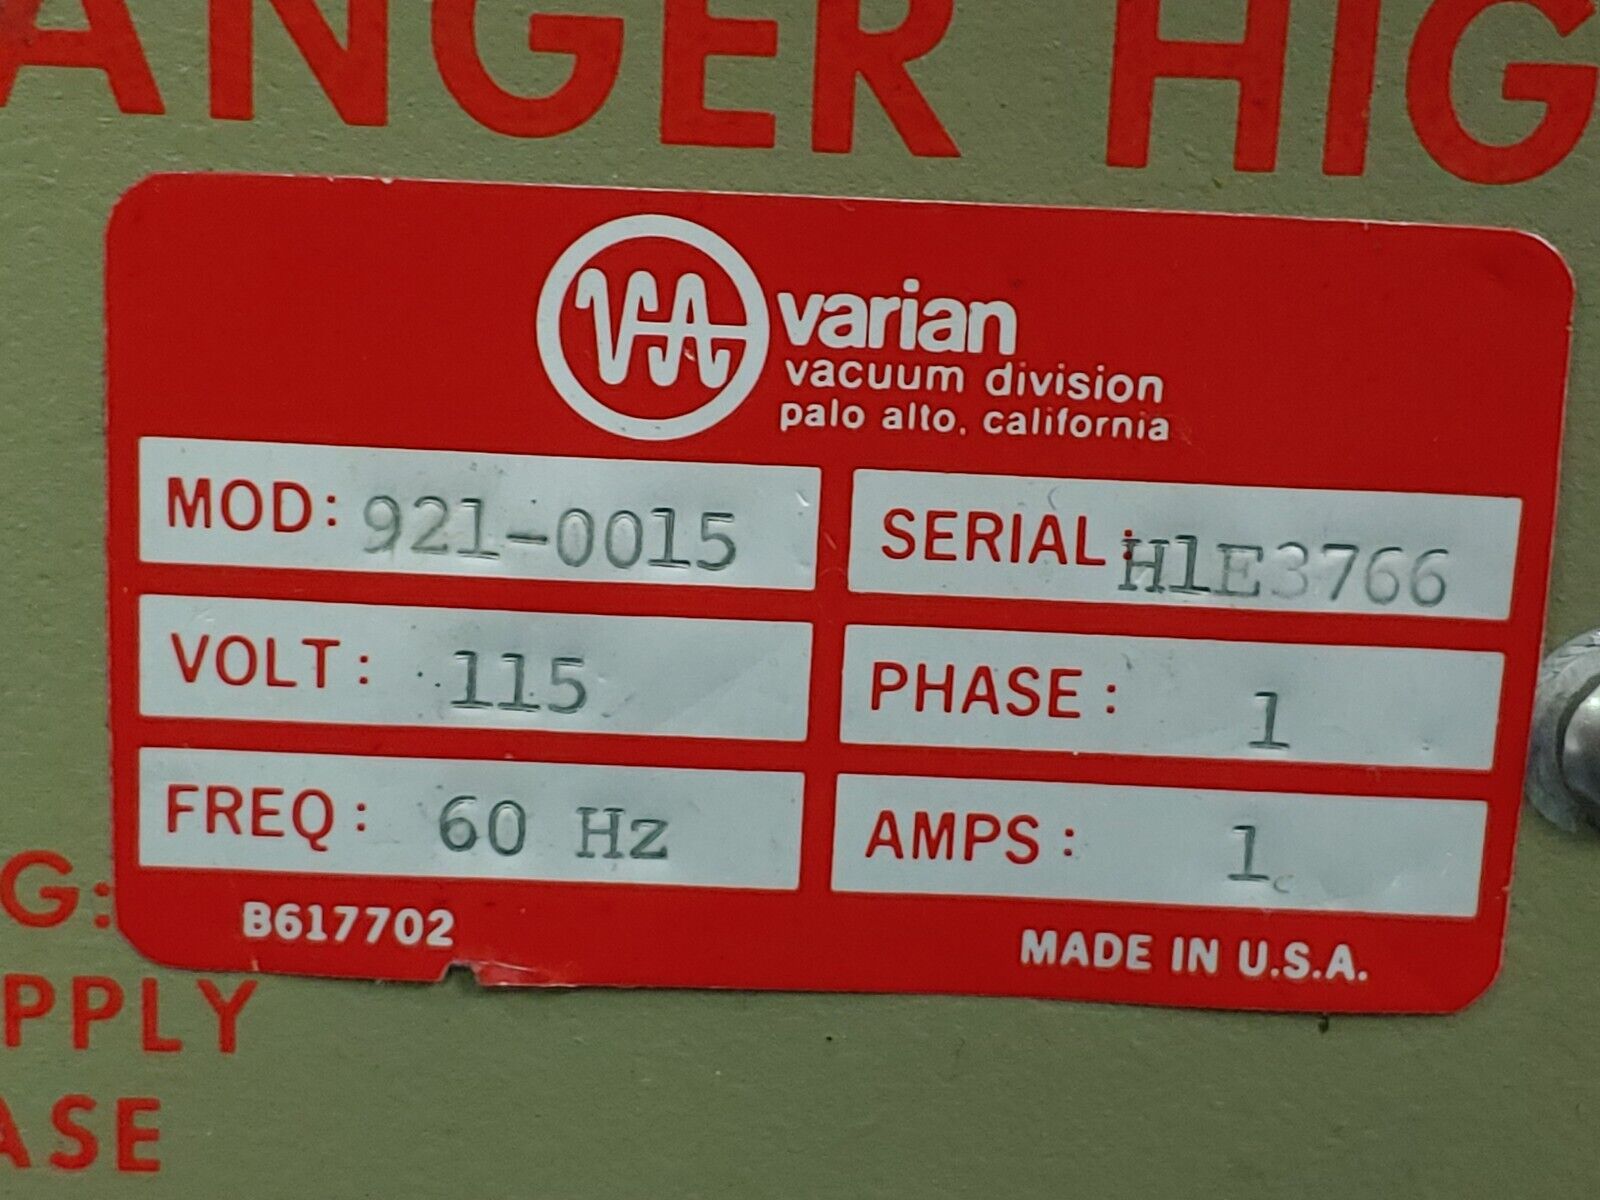 ANGER HIG
VA varian
vacuum division
palo alto, california
MOD: 921-0015 SERIAL: H1E3766
VOLT: 115 PHASE: 1
FREQ: 60 Hz AMPS: 1
B617702 MADE IN U.S.A.
G:
PPLY
ASE